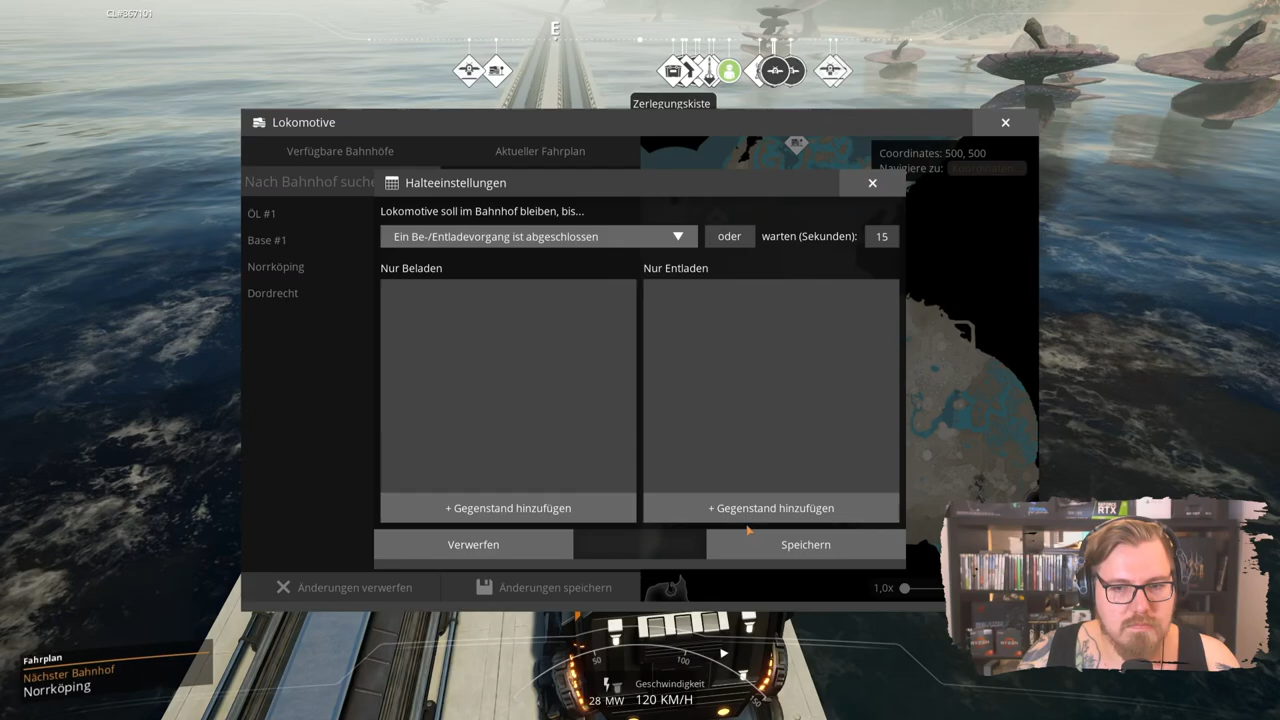 CL#367101
E
Zerlegungskiste
Lokomotive
Verfügbare Bahnhöfe
Aktueller Fahrplan
Coordinates: 500, 500
Navigiere zu:
Nach Bahnhof suche
Halteeinstellungen
ÖL #1
Base #1
Norrköping
Dordrecht
Lokomotive soll im Bahnhof bleiben, bis...
Ein Be-/Entladevorgang ist abgeschlossen
oder
warten (Sekunden):
15
Nur Beladen
Nur Entladen
+ Gegenstand hinzufügen
+ Gegenstand hinzufügen
Verwerfen
Speichern
Änderungen verwerfen
Änderungen speichern
1,0x
Fahrplan
Nächster Bahnhof
Norrköping
50
100
150
Geschwindigkeit
28 MW
120 KM/H
RTX